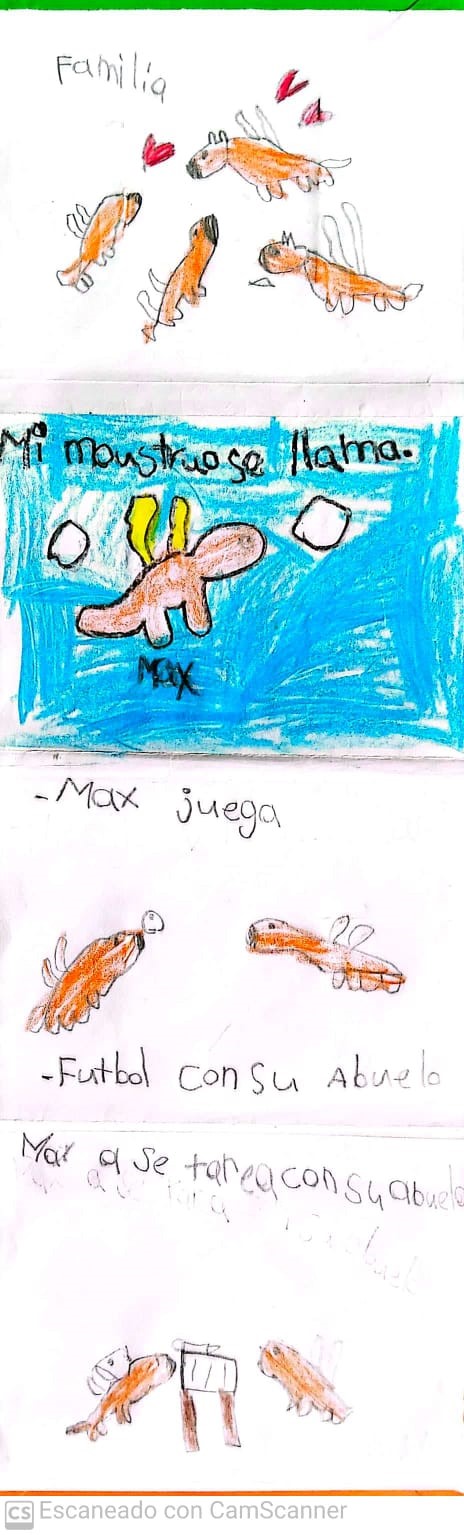 Familia
Mi moustruo se llama.
Max
-Max juega
-Futbol con su Abuelo
Max a se tarea con su abuelo
CS Escaneado con CamScanner